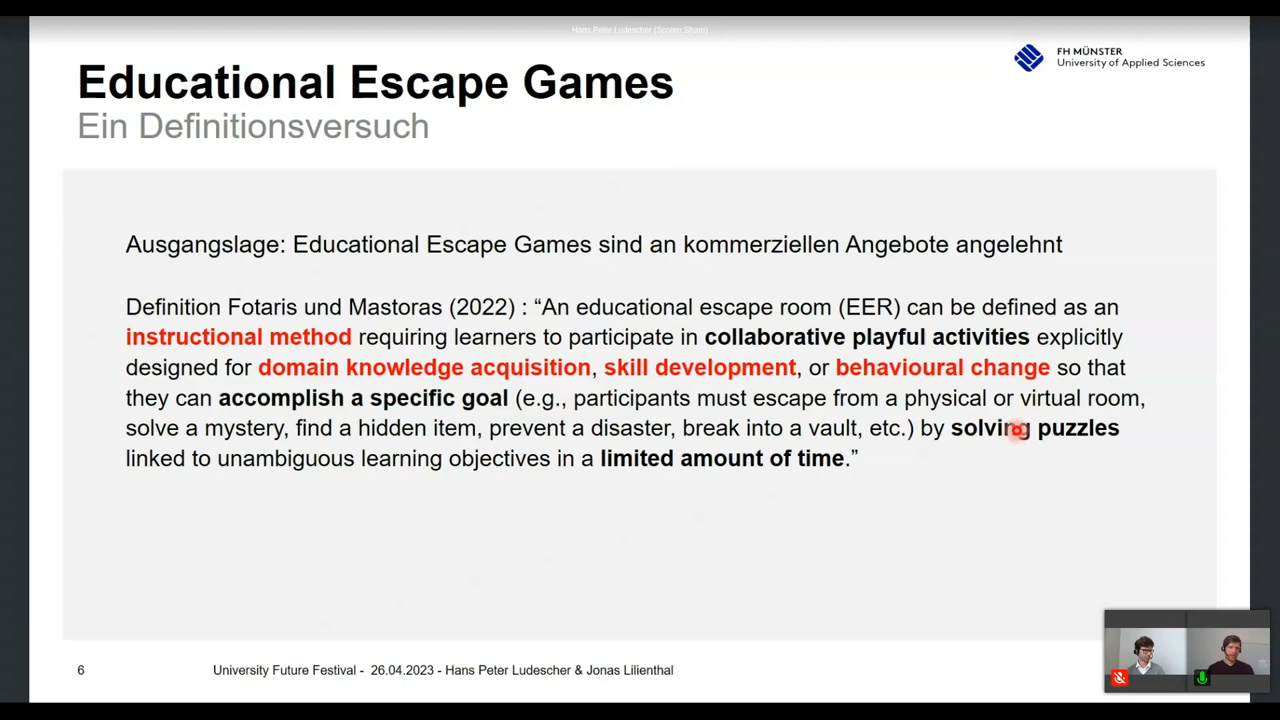 Hans Peter Ludescher (Screen Share)
FH MÜNSTER
University of Applied Sciences
Educational Escape Games
Ein Definitionsversuch
Ausgangslage: Educational Escape Games sind an kommerziellen Angebote angelehnt
Definition Fotaris und Mastoras (2022) : “An educational escape room (EER) can be defined as an
instructional method requiring learners to participate in collaborative playful activities explicitly
designed for domain knowledge acquisition, skill development, or behavioural change so that
they can accomplish a specific goal (e.g., participants must escape from a physical or virtual room,
solve a mystery, find a hidden item, prevent a disaster, break into a vault, etc.) by solving puzzles
linked to unambiguous learning objectives in a limited amount of time.”
6 University Future Festival - 26.04.2023 - Hans Peter Ludescher & Jonas Lilienthal